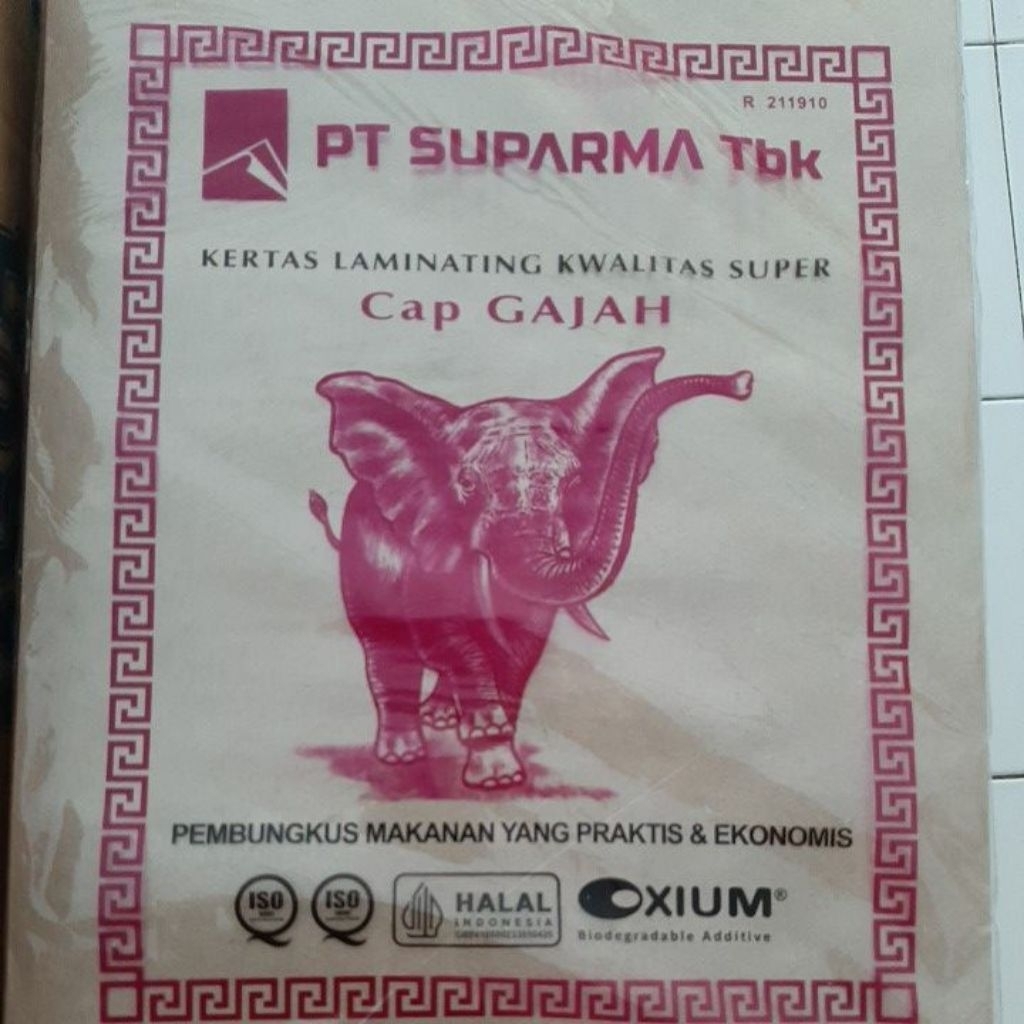 R 211910
PT SUPARMA Tbk
KERTAS LAMINATING KWALITAS SUPER
Cap GAJAH
PEMBUNGKUS MAKANAN YANG PRAKTIS & EKONOMIS
ISO
ISO
HALAL
INDONESIA
OXIUM®
Biodegradable Additive